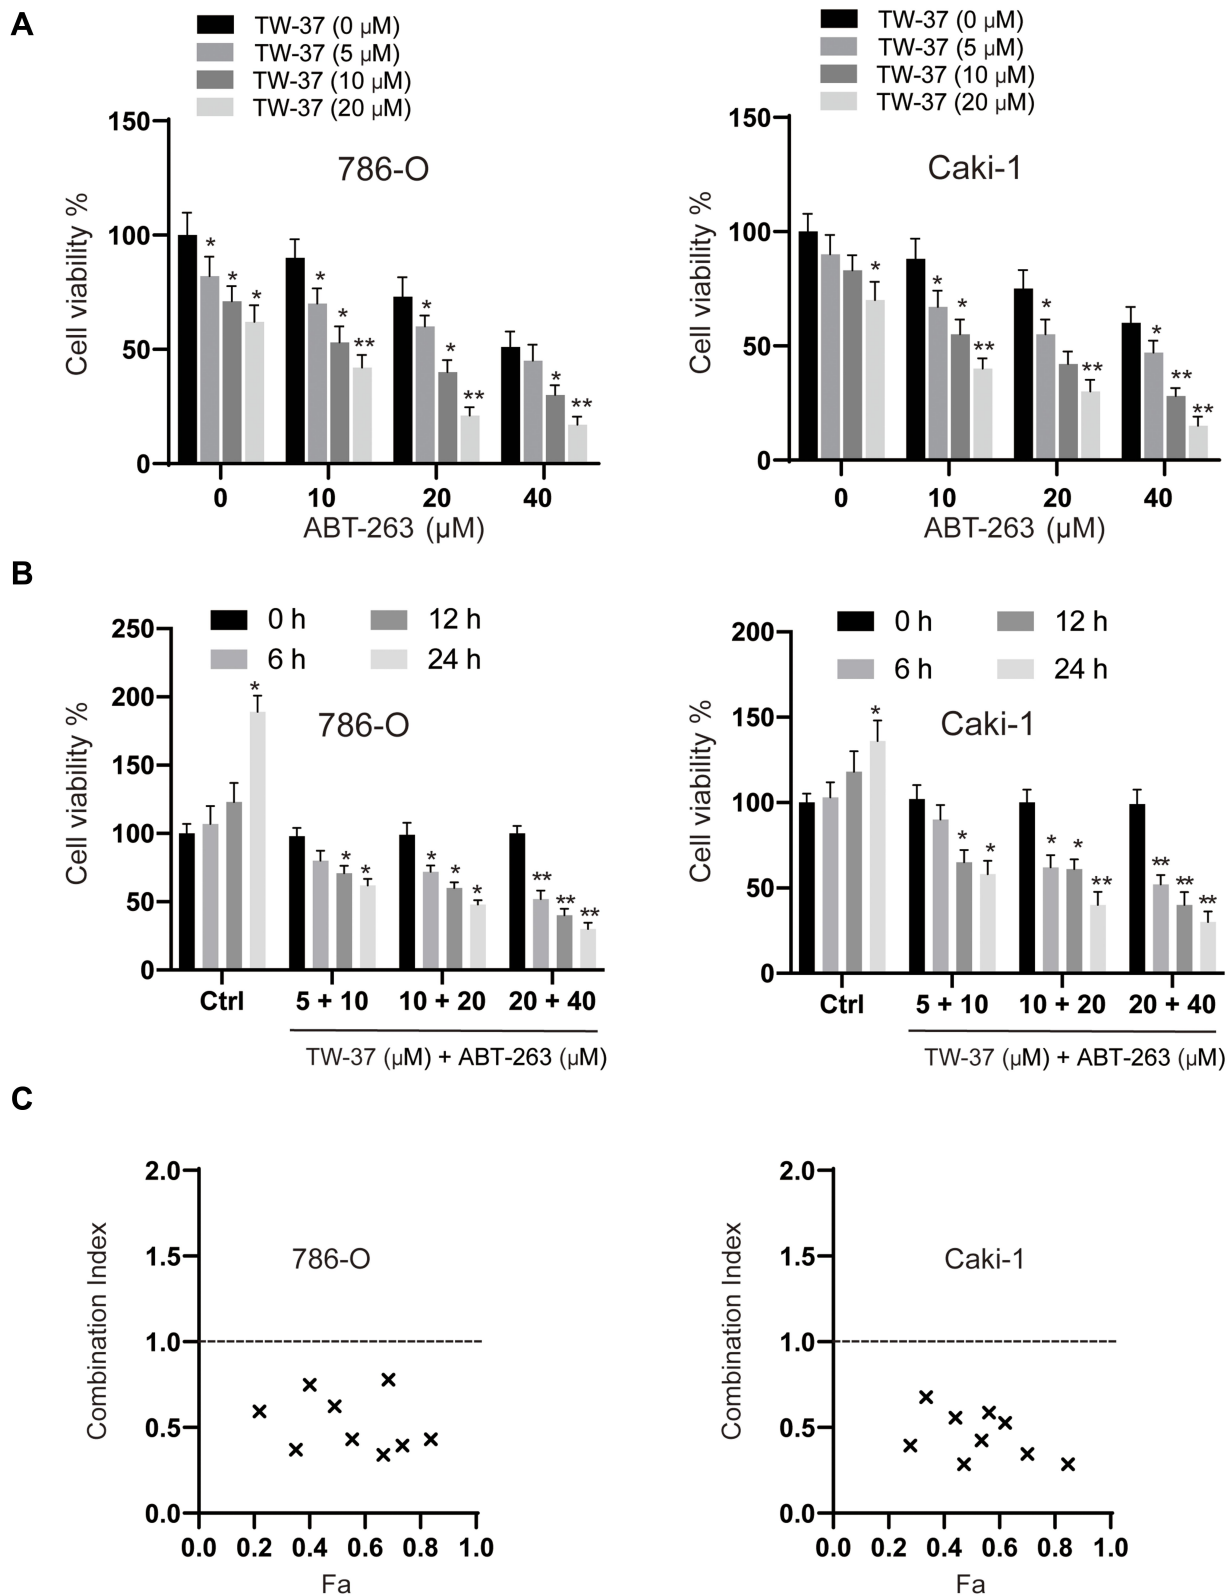 A
TW-37 (0 µM)
TW-37 (5 µM)
TW-37 (10 µM)
TW-37 (20 µM)
150
100
50
0
Cell viability %
786-O
*
*
*
*
*
**
*
*
**
*
**
0 10 20 40
ABT-263 (µM)
TW-37 (0 µM)
TW-37 (5 µM)
TW-37 (10 µM)
TW-37 (20 µM)
150
100
50
0
Cell viability %
Caki-1
*
*
*
**
*
**
*
**
**
0 10 20 40
ABT-263 (µM)
B
0 h 12 h
6 h 24 h
250
200
150
100
50
0
Cell viability %
786-O
*
*
*
*
*
*
**
**
**
Ctrl 5 + 10 10 + 20 20 + 40
TW-37 (µM) + ABT-263 (µM)
0 h 12 h
6 h 24 h
200
150
100
50
0
Cell viability %
Caki-1
*
*
*
*
*
**
**
**
**
Ctrl 5 + 10 10 + 20 20 + 40
TW-37 (µM) + ABT-263 (µM)
C
2.0
1.5
1.0
0.5
0.0
Combination Index
786-O
0.0 0.2 0.4 0.6 0.8 1.0
Fa
2.0
1.5
1.0
0.5
0.0
Combination Index
Caki-1
0.0 0.2 0.4 0.6 0.8 1.0
Fa